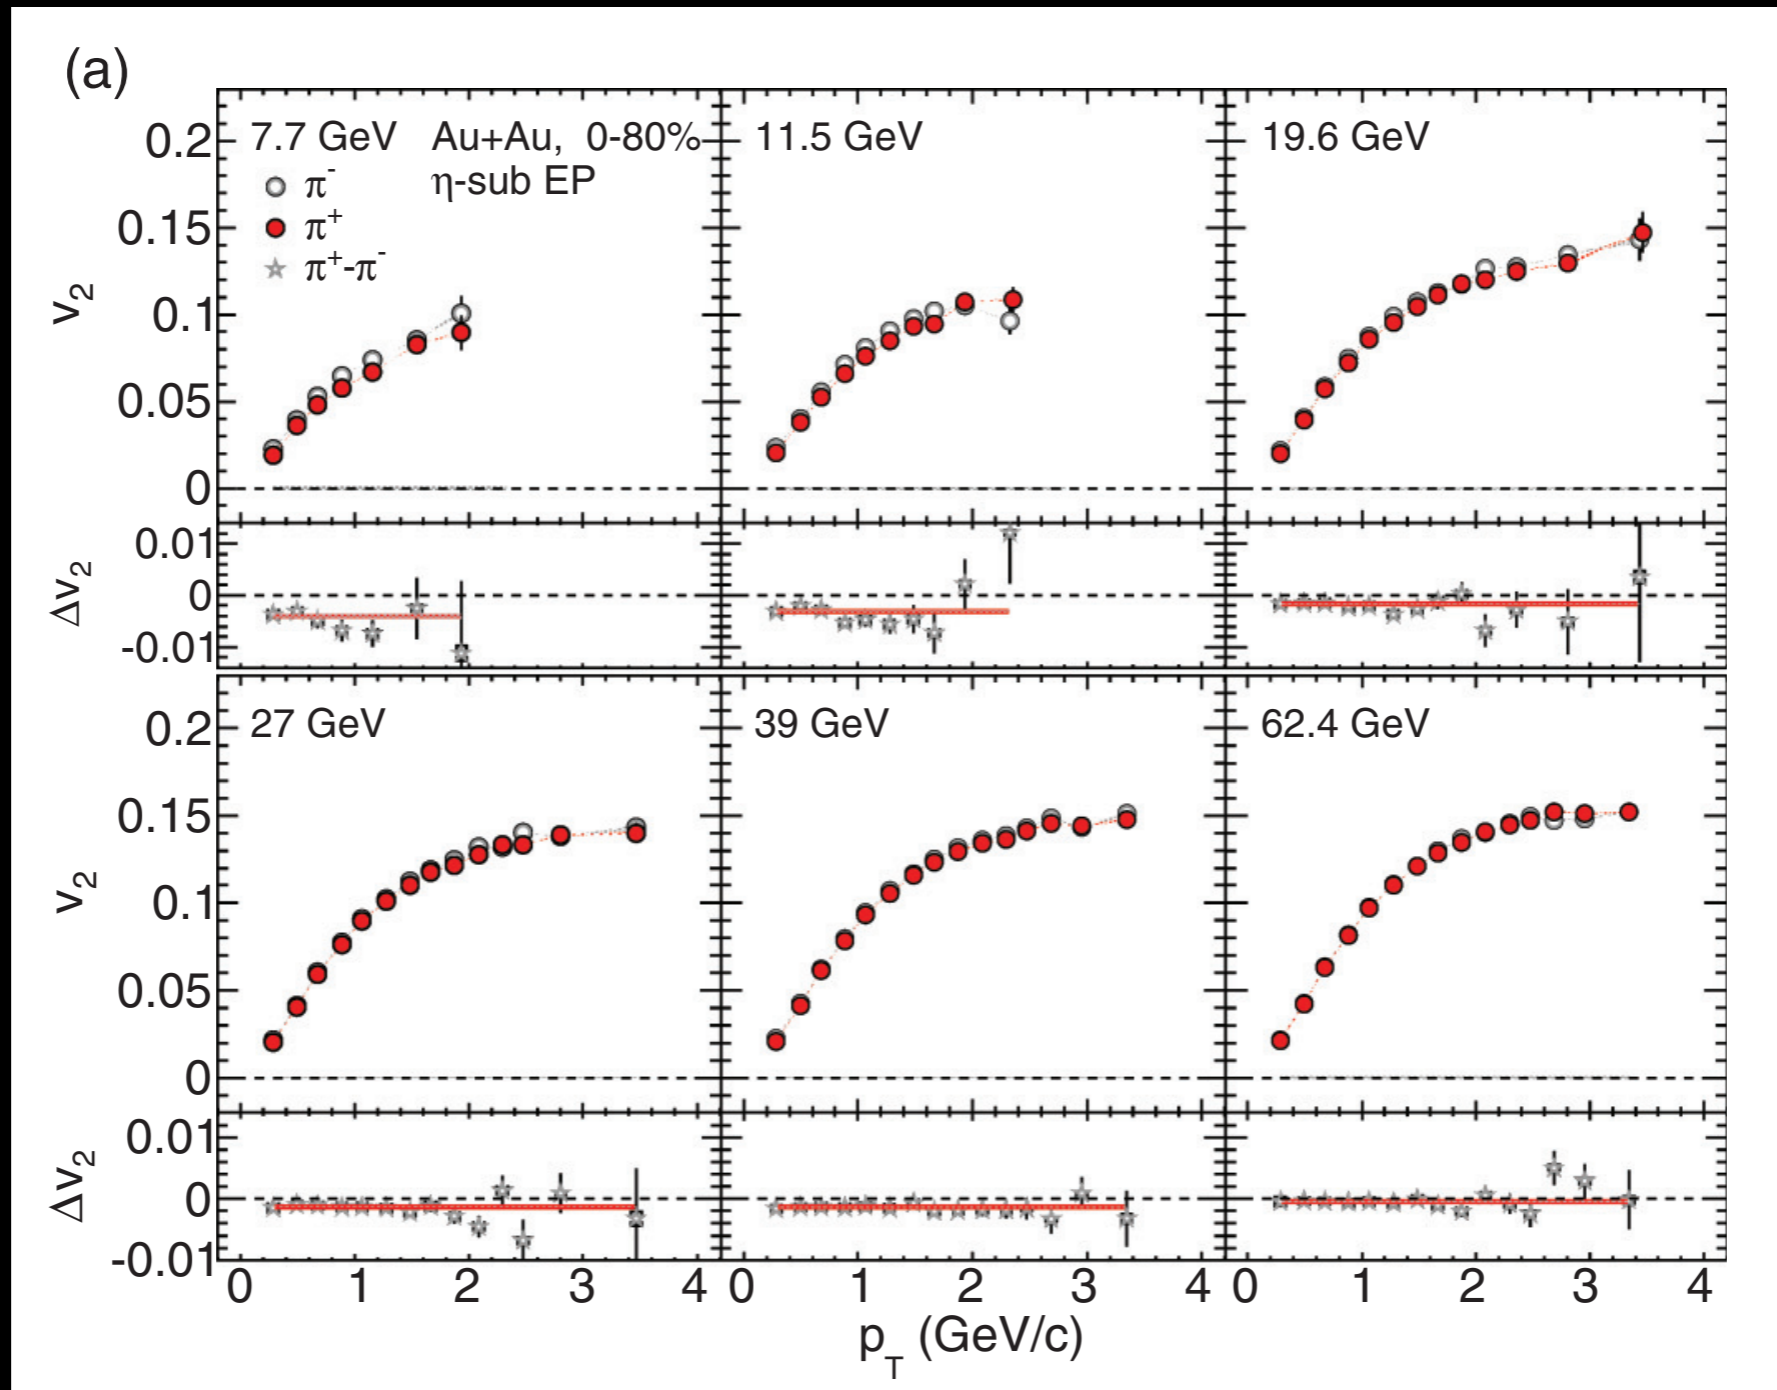 (a)
7.7 GeV Au+Au, 0-80%
η-sub EP
π⁻
π⁺
π⁺-π⁻
11.5 GeV
19.6 GeV
v₂
0.2
0.15
0.1
0.05
0
Δv₂
0.01
0
-0.01
27 GeV
39 GeV
62.4 GeV
v₂
0.2
0.15
0.1
0.05
0
Δv₂
0.01
0
-0.01
0 1 2 3 4 0 1 2 3 4 0 1 2 3 4
p_T (GeV/c)